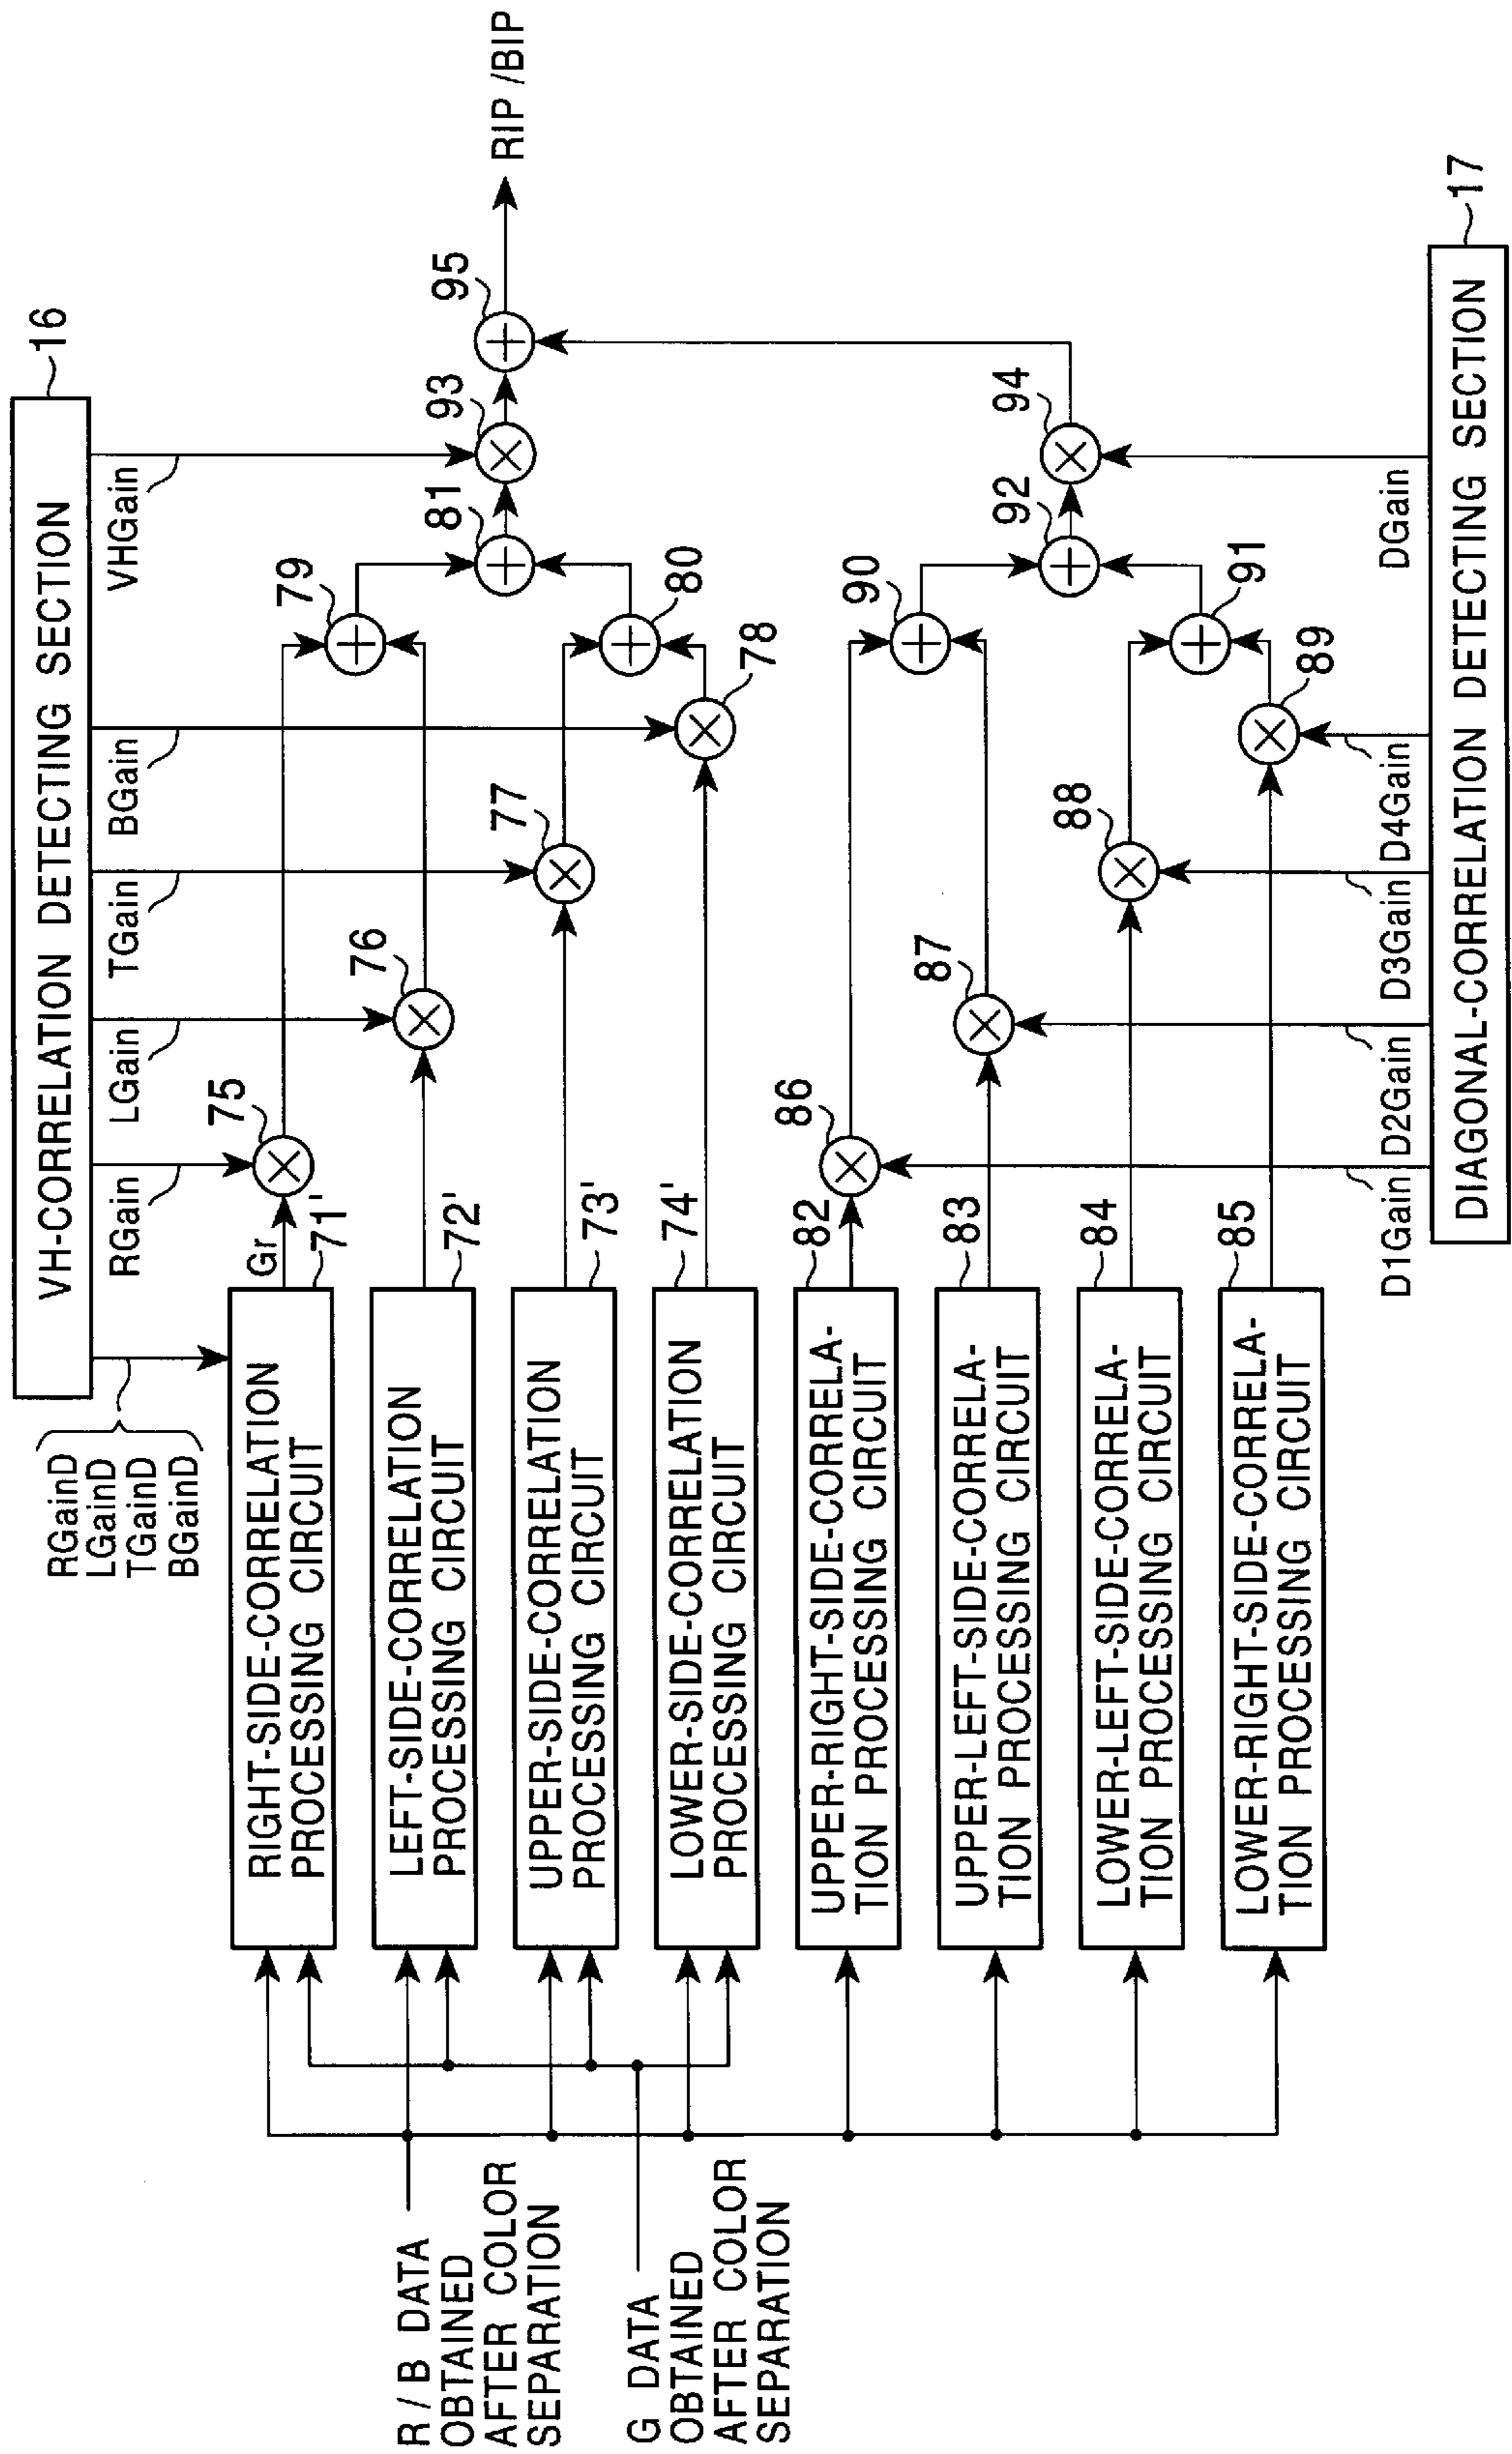 16
VH-CORRELATION DETECTING SECTION
RGainD
LGainD
TGainD
BGainD
RGain
LGain
TGain
BGain
VHGain
R/B DATA
OBTAINED
AFTER COLOR
SEPARATION
G DATA
OBTAINED
AFTER COLOR
SEPARATION
RIGHT-SIDE-CORRELATION
PROCESSING CIRCUIT
71'
Gr
75
LEFT-SIDE-CORRELATION
PROCESSING CIRCUIT
72'
76
79
UPPER-SIDE-CORRELATION
PROCESSING CIRCUIT
73'
77
81
93
95
RIP/BIP
LOWER-SIDE-CORRELATION
PROCESSING CIRCUIT
74'
78
80
UPPER-RIGHT-SIDE-CORRELA-
TION PROCESSING CIRCUIT
82
86
90
UPPER-LEFT-SIDE-CORRELA-
TION PROCESSING CIRCUIT
83
87
92
94
LOWER-LEFT-SIDE-CORRELA-
TION PROCESSING CIRCUIT
84
88
91
LOWER-RIGHT-SIDE-CORRELA-
TION PROCESSING CIRCUIT
85
89
D1Gain
D2Gain
D3Gain
D4Gain
DGain
DIAGONAL-CORRELATION DETECTING SECTION
17